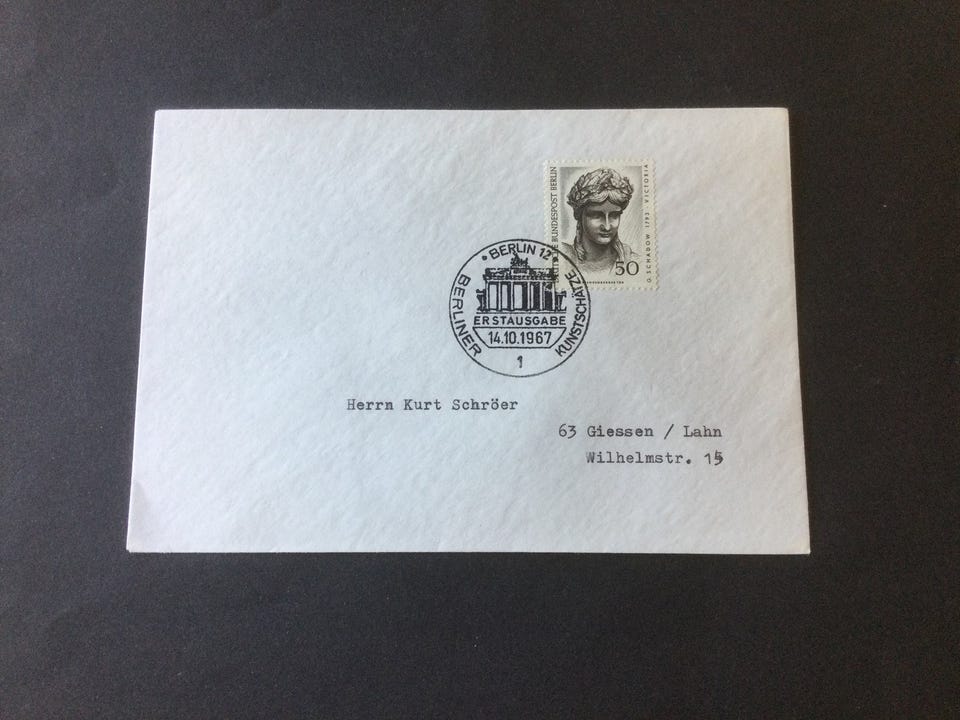 DEUTSCHE BUNDESPOST BERLIN
G. SCHADOW 1793 · VICTORIA
50
BERLIN 12
BERLINER KUNSTSCHÄTZE
ERSTAUSGABE
14.10.1967
1
Herrn Kurt Schröer
63 Giessen / Lahn
Wilhelmstr. 15